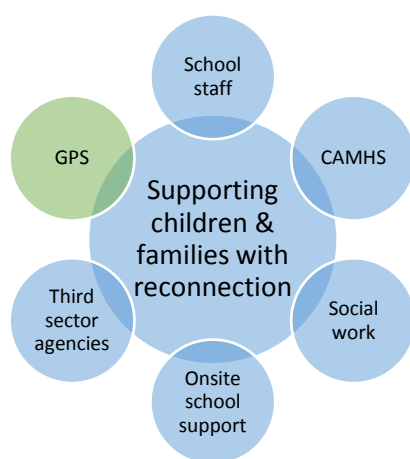 School
staff
GPS
CAMHS
Supporting
children &
families with
reconnection
Third
sector
agencies
Social
work
Onsite
school
support